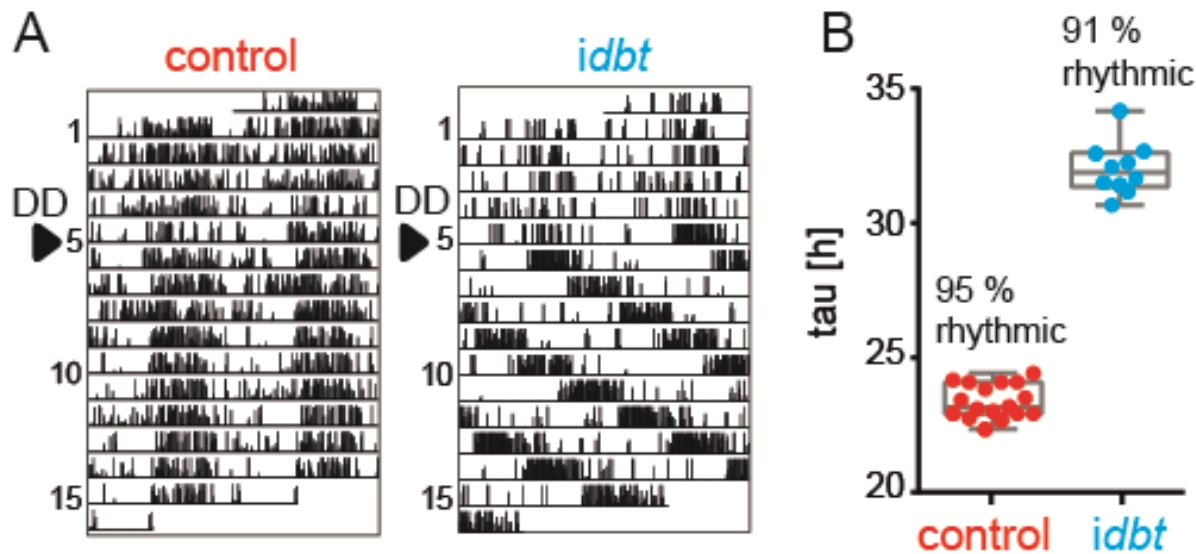 A
control
idbt
1
DD
5
10
15
1
DD
5
10
15
B
91 %
rhythmic
95 %
rhythmic
tau [h]
35
30
25
20
control
idbt